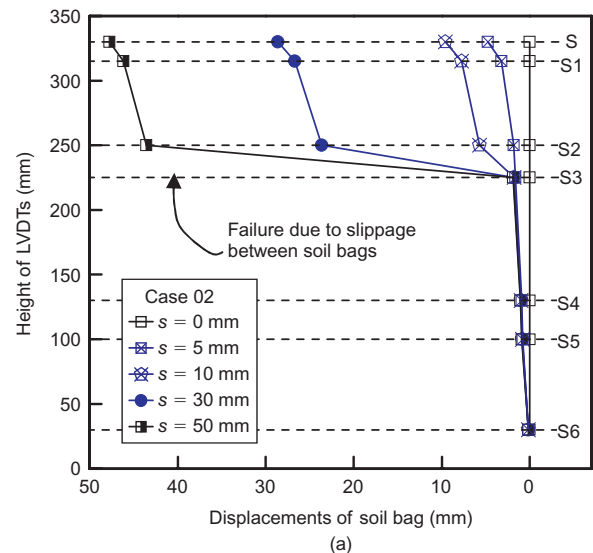 350
300
250
200
150
100
50
0
Height of LVDTs (mm)
S
S1
S2
S3
S4
S5
S6
Failure due to slippage
between soil bags
Case 02
s = 0 mm
s = 5 mm
s = 10 mm
s = 30 mm
s = 50 mm
50 40 30 20 10 0
Displacements of soil bag (mm)
(a)